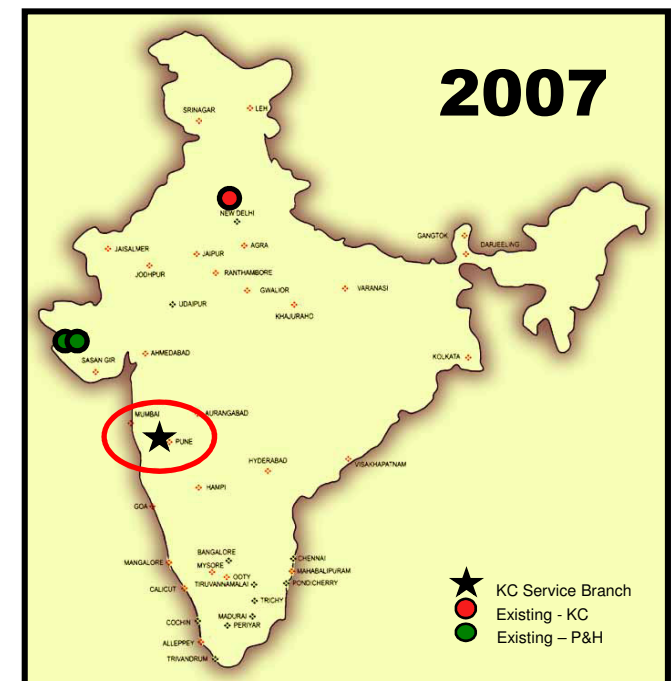 2007
SRINAGAR
LEH
NEW DELHI
GANGTOK
DARJEELING
JAISALMER
JAIPUR
AGRA
JODHPUR
RANTHAMBORE
GWALIOR
VARANASI
UDAIPUR
KHAJURAHO
SASAN GIR
AHMEDABAD
KOLKATA
MUMBAI
AURANGABAD
PUNE
HYDERABAD
VISAKHAPATNAM
HAMPI
GOA
BANGALORE
CHENNAI
MANGALORE
MYSORE
OOTY
MAHABALIPURAM
CALICUT
TIRUVANNAMALAI
PONDICHERRY
TRICHY
COCHIN
MADURAI
PERIYAR
ALLEPPEY
TRIVANDRUM
KC Service Branch
Existing - KC
Existing – P&H